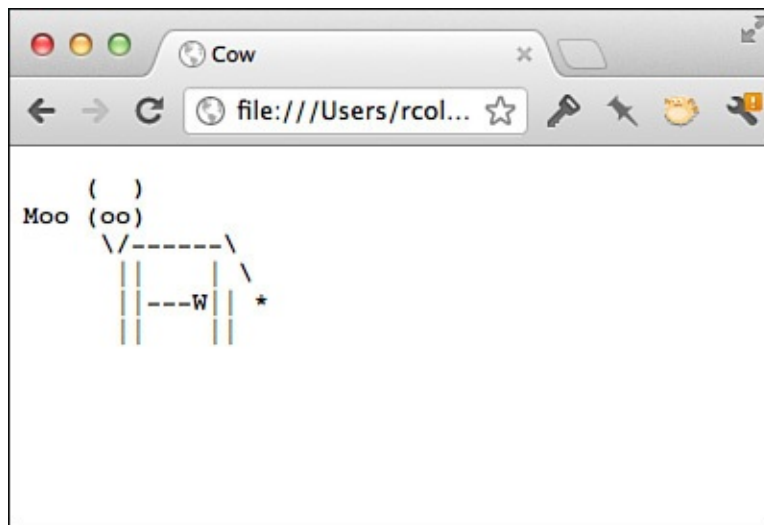 Cow
file:///Users/rcol...
    (  )
Moo (oo)
     \/------\
      ||    | \
      ||---W|| *
      ||    ||